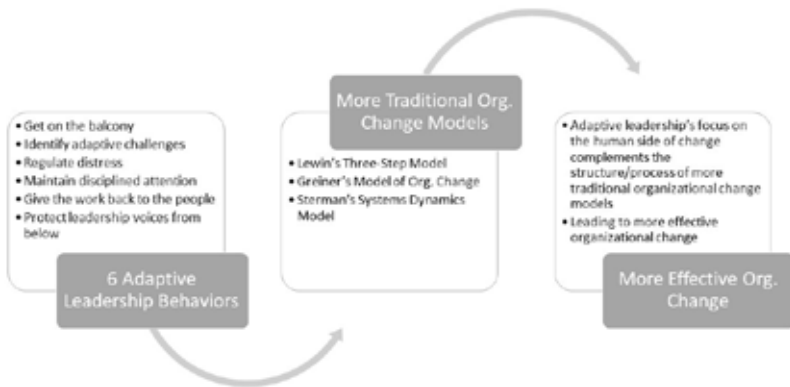 • Get on the balcony
• Identify adaptive challenges
• Regulate distress
• Maintain disciplined attention
• Give the work back to the people
• Protect leadership voices from
below
6 Adaptive
Leadership Behaviors
More Traditional Org.
Change Models
• Lewin's Three-Step Model
• Greiner's Model of Org. Change
• Sterman's Systems Dynamics
Model
• Adaptive leadership's focus on
the human side of change
complements the
structure/process of more
traditional organizational change
models
• Leading to more effective
organizational change
More Effective Org.
Change